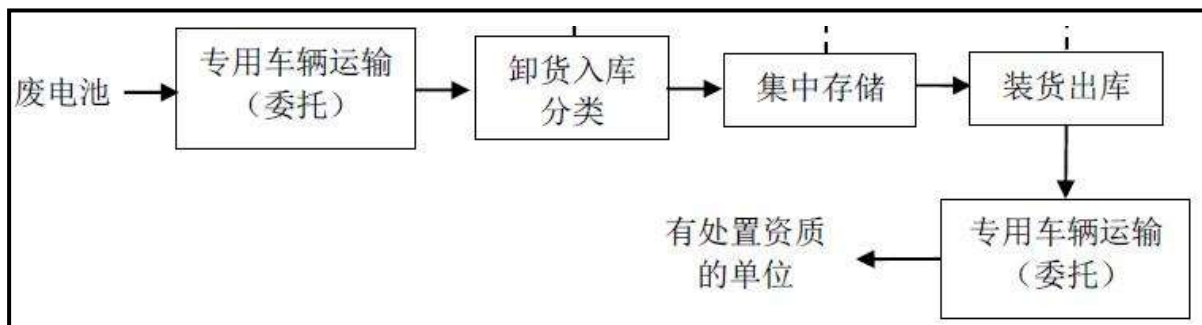 废电池
专用车辆运输
（委托）
卸货入库
分类
集中存储
装货出库
专用车辆运输
（委托）
有处置资质
的单位